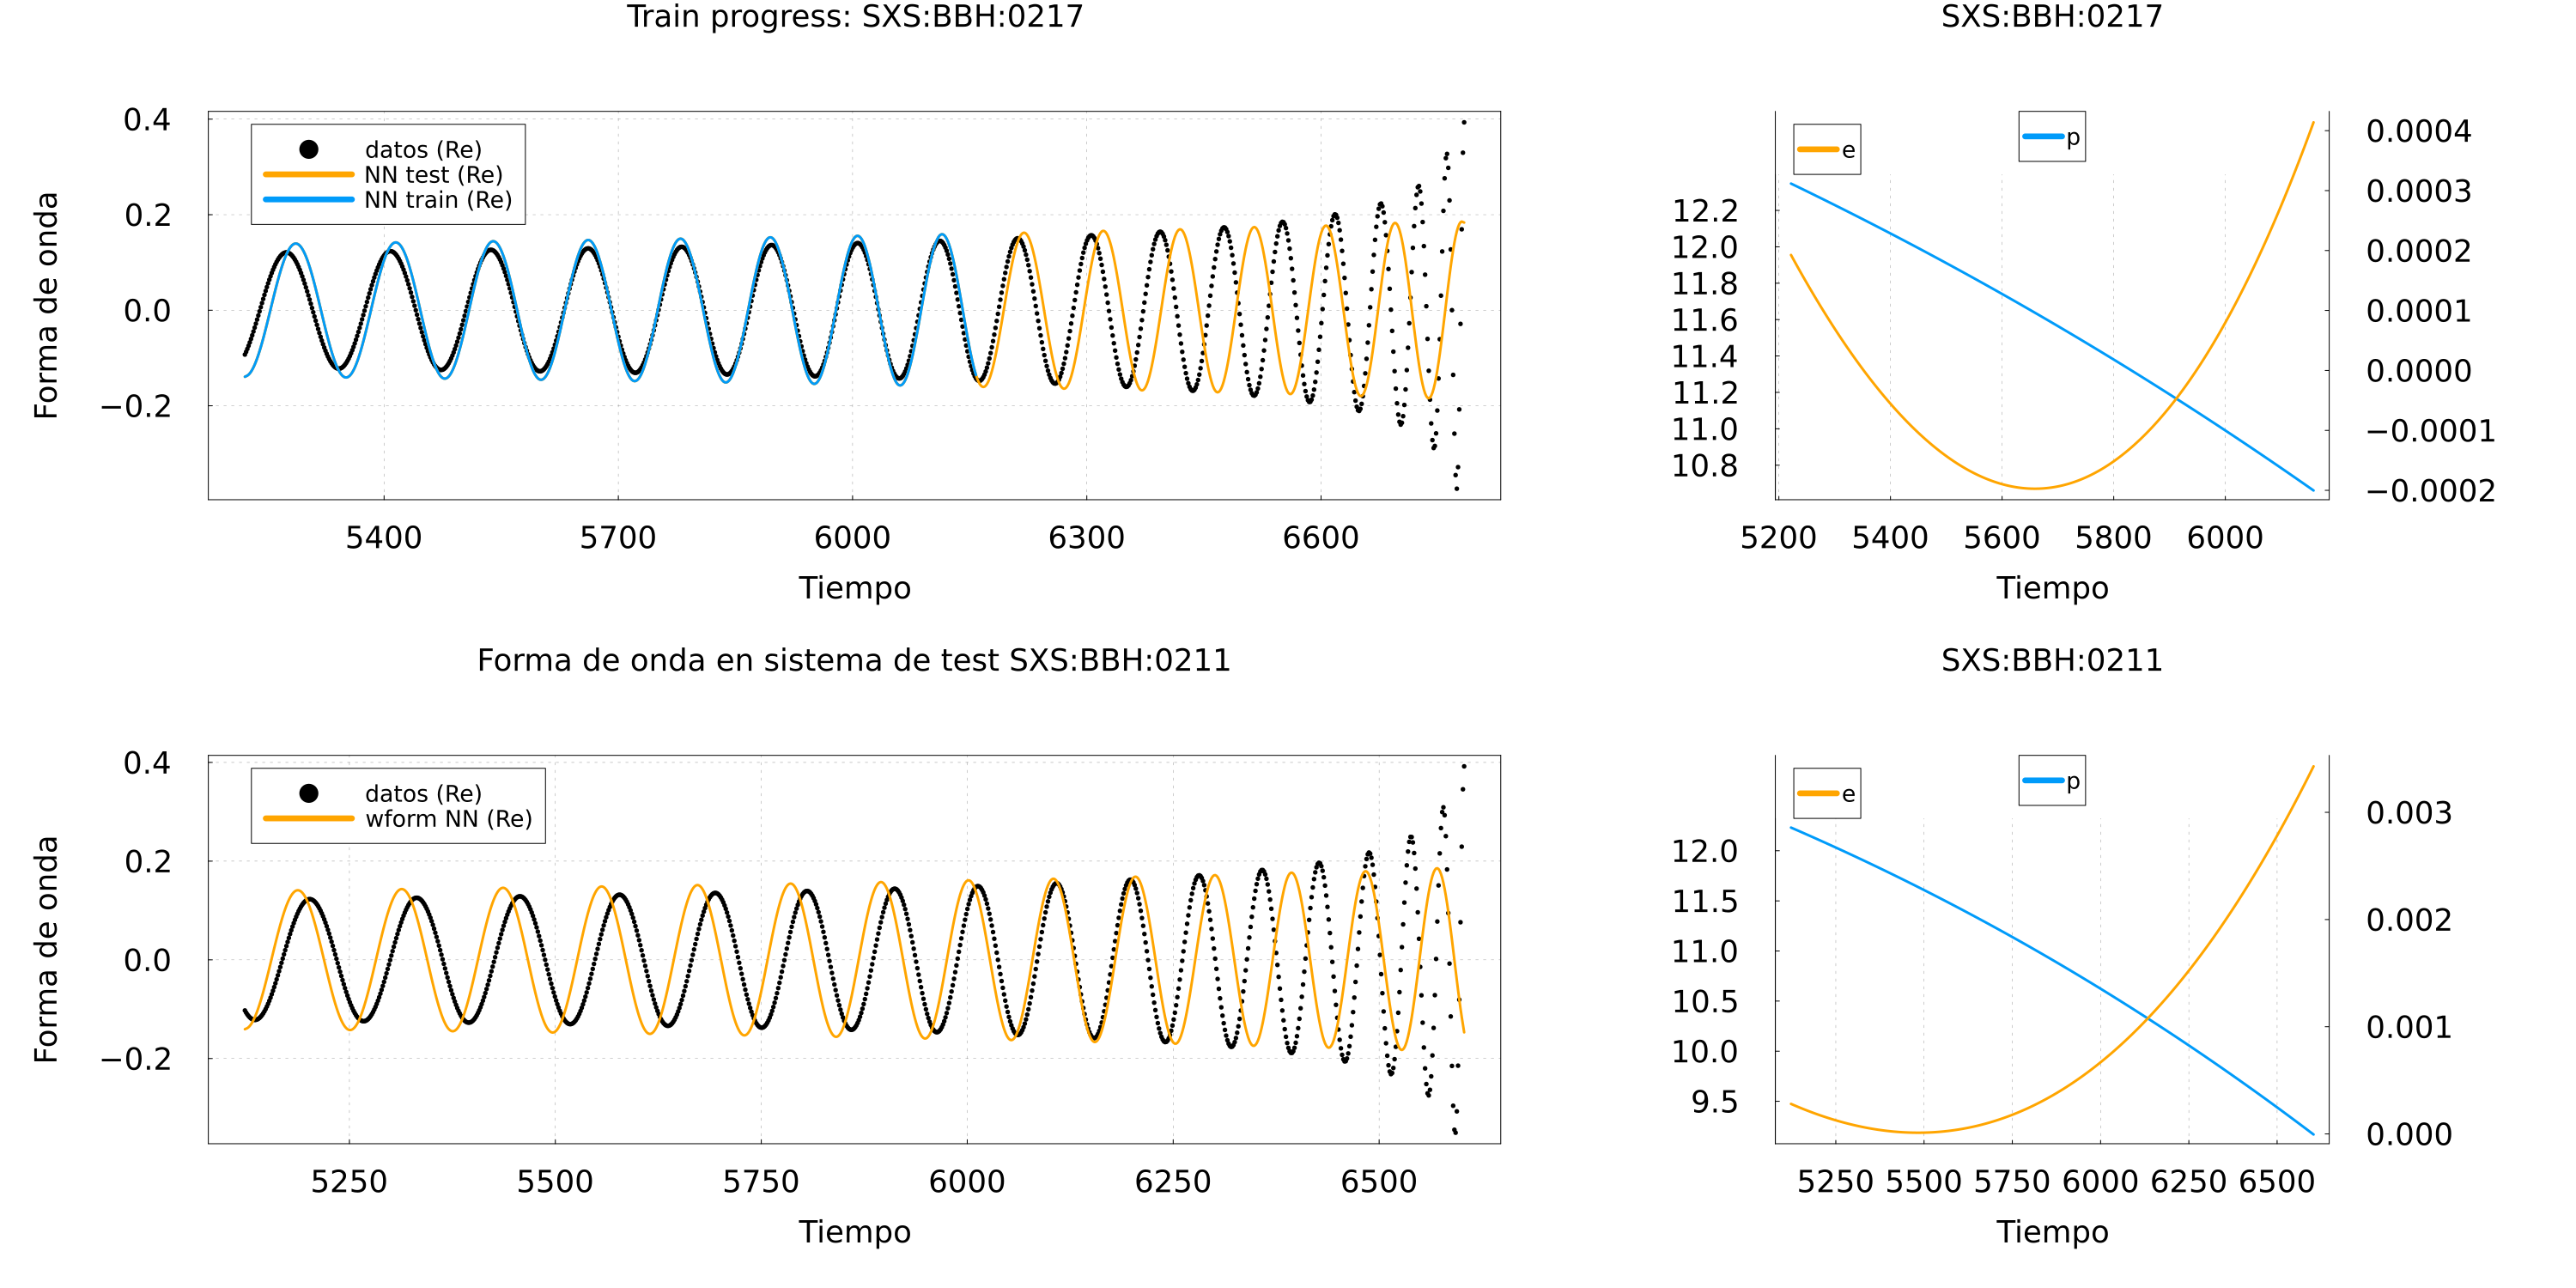 Train progress: SXS:BBH:0217
Forma de onda
0.4
0.2
0.0
−0.2
datos (Re)
NN test (Re)
NN train (Re)
5400 5700 6000 6300 6600
Tiempo
SXS:BBH:0217
e
p
12.2
12.0
11.8
11.6
11.4
11.2
11.0
10.8
0.0004
0.0003
0.0002
0.0001
0.0000
−0.0001
−0.0002
5200 5400 5600 5800 6000
Tiempo
Forma de onda en sistema de test SXS:BBH:0211
Forma de onda
0.4
0.2
0.0
−0.2
datos (Re)
wform NN (Re)
5250 5500 5750 6000 6250 6500
Tiempo
SXS:BBH:0211
e
p
12.0
11.5
11.0
10.5
10.0
9.5
0.003
0.002
0.001
0.000
5250 5500 5750 6000 6250 6500
Tiempo